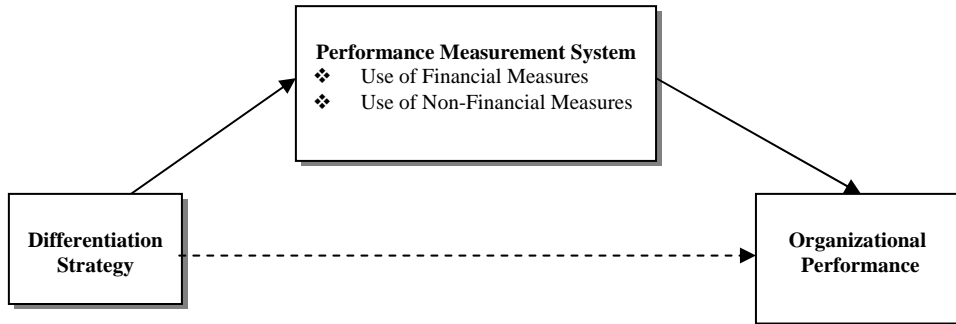 Performance Measurement System
❖ Use of Financial Measures
❖ Use of Non-Financial Measures
Differentiation
Strategy
Organizational
Performance